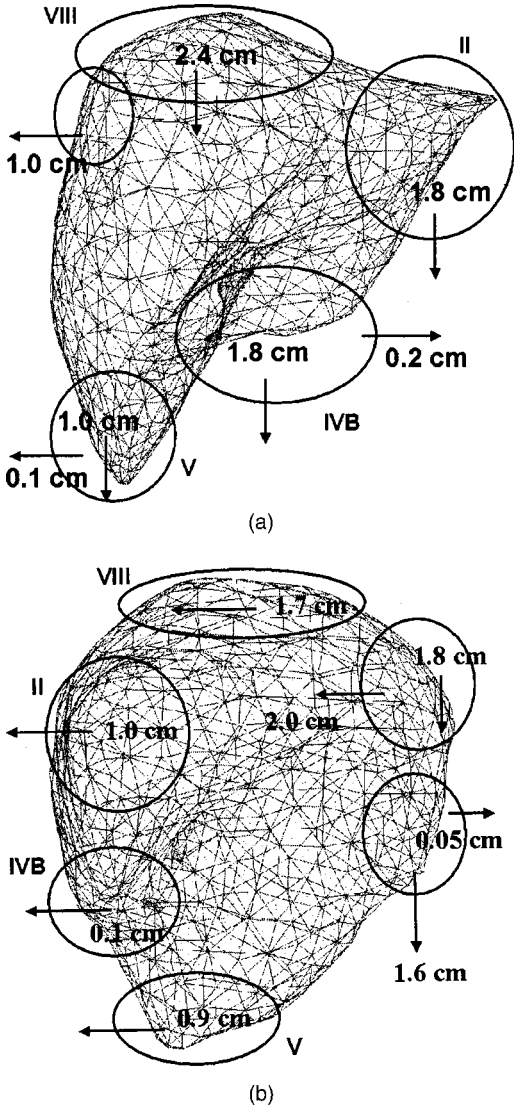 VIII
2.4 cm
II
1.0 cm
1.8 cm
1.8 cm
0.2 cm
IVB
1.0 cm
0.1 cm
V
(a)
VIII
1.7 cm
1.8 cm
II
1.0 cm
2.0 cm
0.05 cm
IVB
0.1 cm
1.6 cm
0.9 cm
V
(b)